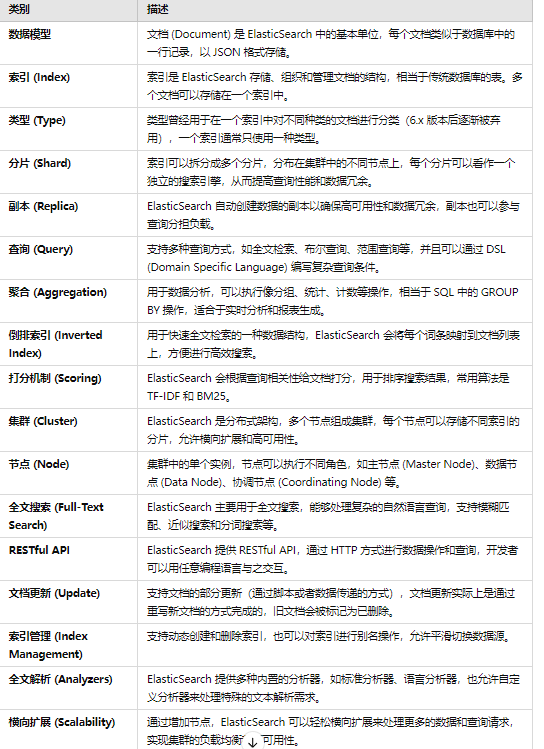 类别 描述
数据模型 文档 (Document) 是 ElasticSearch 中的基本单位，每个文档类似于数据库中的
一行记录，以 JSON 格式存储。
索引 (Index) 索引是 ElasticSearch 存储、组织和管理文档的结构，相当于传统数据库的表。多
个文档可以存储在一个索引中。
类型 (Type) 类型曾经用于在一个索引中对不同种类的文档进行分类（6.x 版本后逐渐被弃
用），一个索引通常只使用一种类型。
分片 (Shard) 索引可以拆分成多个分片，分布在集群中的不同节点上，每个分片可以看作一个
独立的搜索引擎，从而提高查询性能和数据冗余。
副本 (Replica) ElasticSearch 自动创建数据的副本以确保高可用性和数据冗余，副本也可以参与
查询分担负载。
查询 (Query) 支持多种查询方式，如全文检索、布尔查询、范围查询等，并且可以通过 DSL
(Domain Specific Language) 编写复杂查询条件。
聚合 (Aggregation) 用于数据分析，可以执行像分组、统计、计数等操作，相当于 SQL 中的 GROUP
BY 操作，适合于实时分析和报表生成。
倒排索引 (Inverted 用于快速全文检索的一种数据结构，ElasticSearch 会将每个词条映射到文档列表
Index) 上，方便进行高效搜索。
打分机制 (Scoring) ElasticSearch 会根据查询相关性给文档打分，用于排序搜索结果，常用算法是
TF-IDF 和 BM25。
集群 (Cluster) ElasticSearch 是分布式架构，多个节点组成集群，每个节点可以存储不同索引的
分片，允许横向扩展和高可用性。
节点 (Node) 集群中的单个实例，节点可以执行不同角色，如主节点 (Master Node)、数据节
点 (Data Node)、协调节点 (Coordinating Node) 等。
全文搜索 (Full-Text ElasticSearch 主要用于全文搜索，能够处理复杂的自然语言查询，支持模糊匹
Search) 配、近似搜索和分词搜索等。
RESTful API ElasticSearch 提供 RESTful API，通过 HTTP 方式进行数据操作和查询，开发者
可以用任意编程语言与之交互。
文档更新 (Update) 支持文档的部分更新（通过脚本或者数据传递的方式），文档更新实际上是通过
重写新文档的方式完成的，旧文档会被标记为已删除。
索引管理 (Index 支持动态创建和删除索引，也可以对索引进行别名操作，允许平滑切换数据源。
Management)
全文解析 (Analyzers) ElasticSearch 提供多种内置的分析器，如标准分析器、语言分析器，也允许自定
义分析器来处理特殊的文本解析需求。
横向扩展 (Scalability) 通过增加节点，ElasticSearch 可以轻松横向扩展来处理更多的数据和查询请求，
实现集群的负载均衡 可用性。